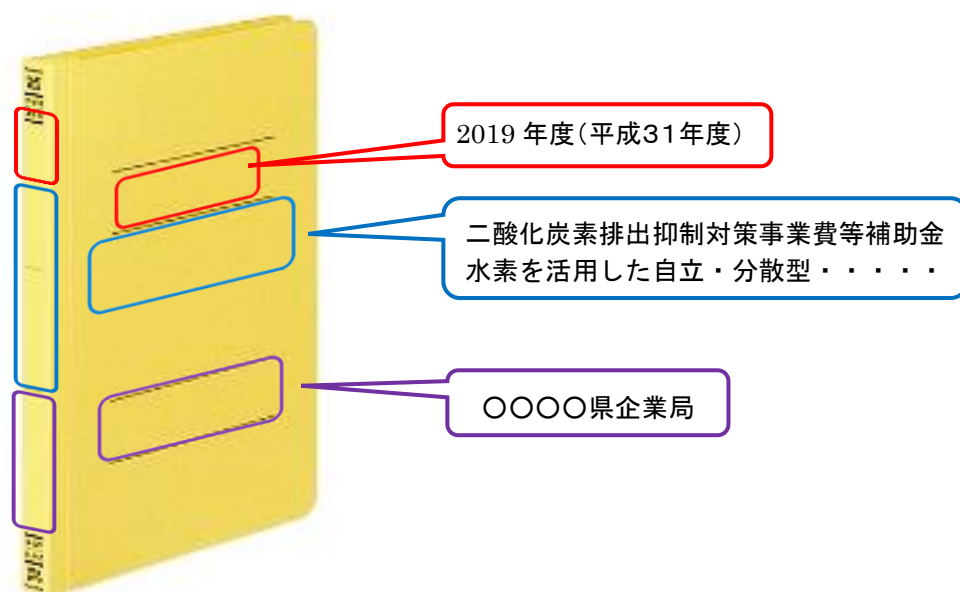 2019 年度(平成31年度)
二酸化炭素排出抑制対策事業費等補助金
水素を活用した自立・分散型・・・・・
〇〇〇〇県企業局